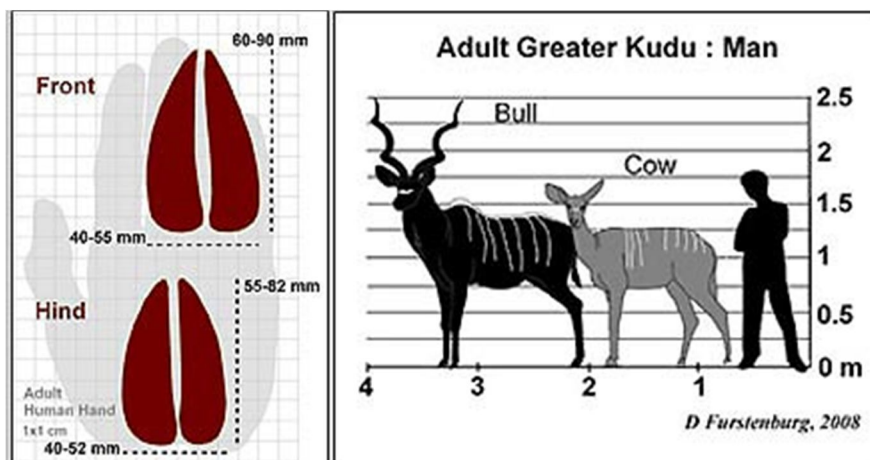 60-90 mm
Front
40-55 mm
55-82 mm
Hind
Adult
Human Hand
1x1 cm
40-52 mm
Adult Greater Kudu : Man
Bull
Cow
2.5
2
1.5
1
0.5
0 m
4
3
2
1
D Furstenburg, 2008